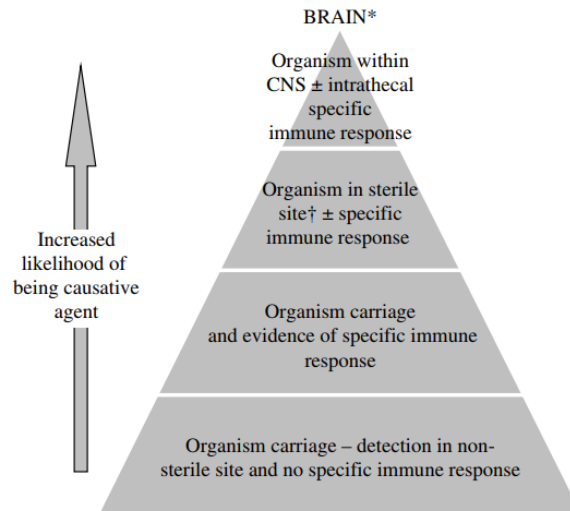 BRAIN*
Organism within
CNS ± intrathecal
specific
immune response
Organism in sterile
site† ± specific
immune response
Increased
likelihood of
being causative
agent
Organism carriage
and evidence of specific immune
response
Organism carriage – detection in non-
sterile site and no specific immune response